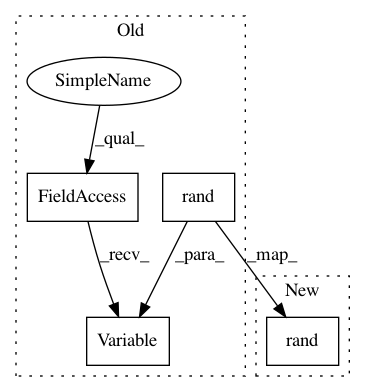 Old
SimpleName
_qual_
FieldAccess
rand
_recv_
_para_
_map_
New
Variable
rand